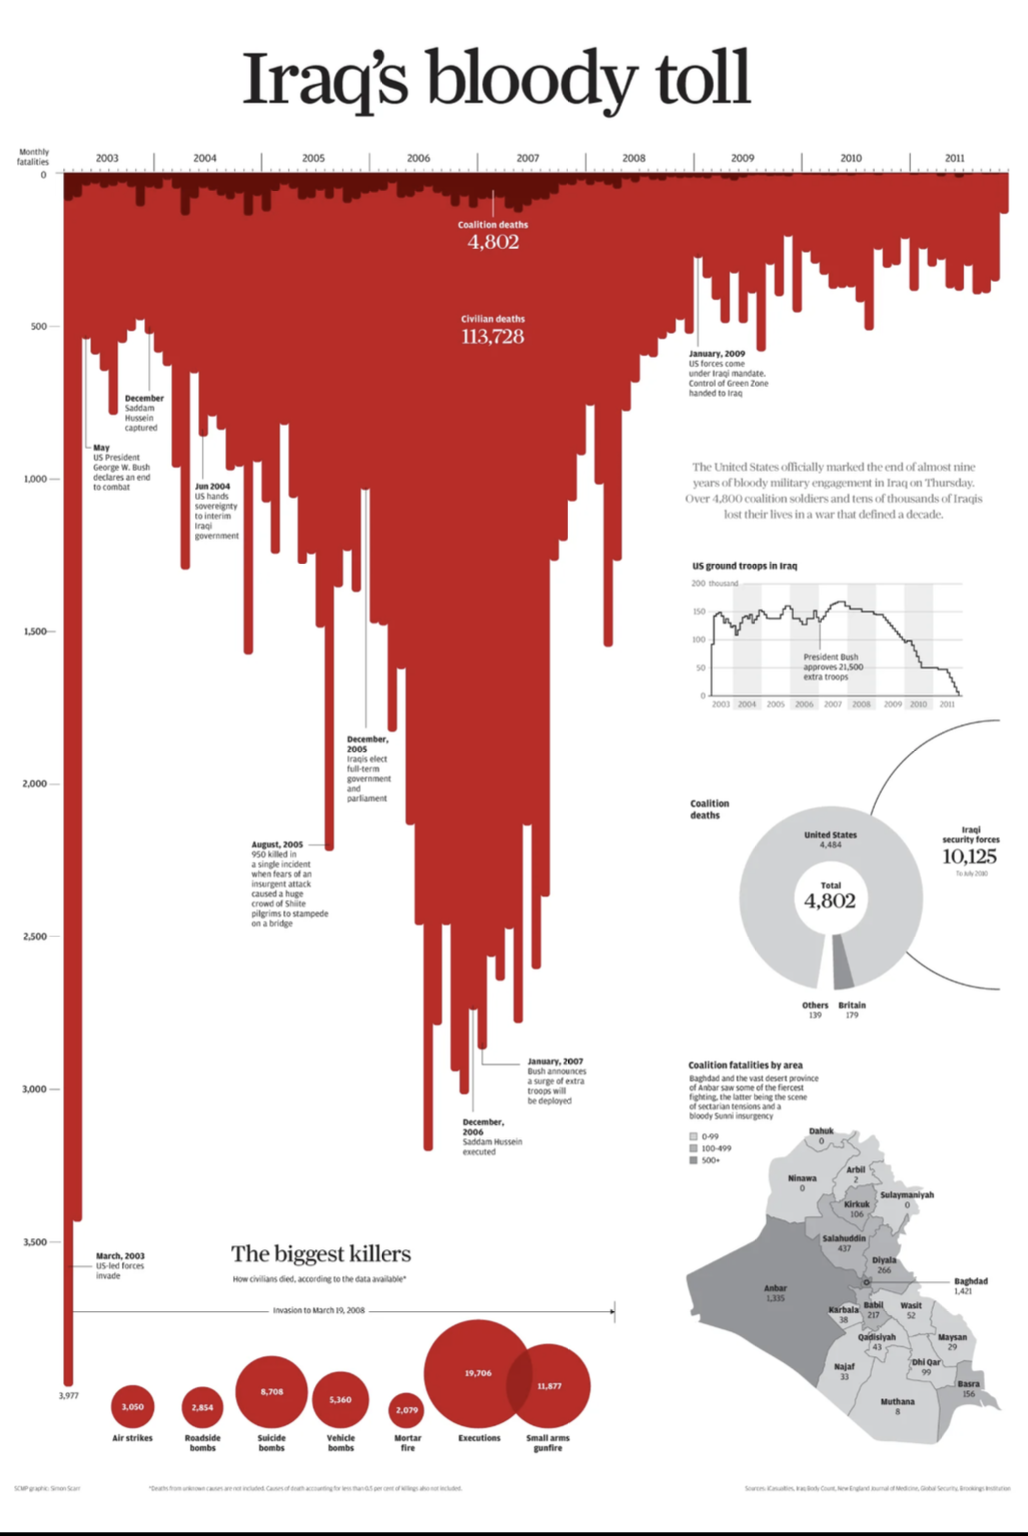 Iraq's bloody toll
Monthly
fatalities
2003
2004
2005
2006
2007
2008
2009
2010
2011
0
500
1,000
1,500
2,000
2,500
3,000
3,500
Coalition deaths
4,802
Civilian deaths
113,728
December
Saddam
Hussein
captured
May
US President
George W. Bush
declares an end
to combat
Jun 2004
US hands
sovereignty
to interim
Iraqi
government
January, 2009
US forces come
under Iraqi mandate.
Control of Green Zone
handed to Iraq
The United States officially marked the end of almost nine
years of bloody military engagement in Iraq on Thursday.
Over 4,800 coalition soldiers and tens of thousands of Iraqis
lost their lives in a war that defined a decade.
US ground troops in Iraq
200 thousand
150
100
50
0
President Bush
approves 21,500
extra troops
2003
2004
2005
2006
2007
2008
2009
2010
2011
December,
2005
Iraqis elect
full-term
government
and
parliament
August, 2005
950 killed in
a single incident
when fears of an
insurgent attack
caused a huge
crowd of Shiite
pilgrims to stampede
on a bridge
Coalition
deaths
United States
4,484
Total
4,802
Others
139
Britain
179
Iraqi
security forces
10,125
To July 2010
January, 2007
Bush announces
a surge of extra
troops will
be deployed
December,
2006
Saddam Hussein
executed
March, 2003
US-led forces
invade
3,977
Coalition fatalities by area
Baghdad and the vast desert province
of Anbar saw some of the fiercest
fighting, the latter being the scene
of sectarian tensions and a
bloody Sunni insurgency
0-99
100-499
500+
Dahuk
0
Ninawa
0
Arbil
2
Kirkuk
106
Sulaymaniyah
0
Salahuddin
437
Diyala
266
Anbar
1,335
Baghdad
1,421
Karbala
38
Babil
217
Wasit
52
Qadisiyah
43
Maysan
29
Najaf
33
Dhi Qar
99
Basra
156
Muthana
8
The biggest killers
How civilians died, according to the data available*
Invasion to March 19, 2008
3,050
2,854
8,708
5,360
2,079
19,706
11,877
Air strikes
Roadside
bombs
Suicide
bombs
Vehicle
bombs
Mortar
fire
Executions
Small arms
gunfire
SCMP graphic: Simon Scarr
*Deaths from unknown causes are not included. Causes of death accounting for less than 0.5 per cent of killings also not included.
Sources: iCasualties, Iraq Body Count, New England Journal of Medicine, Global Security, Brookings Institution